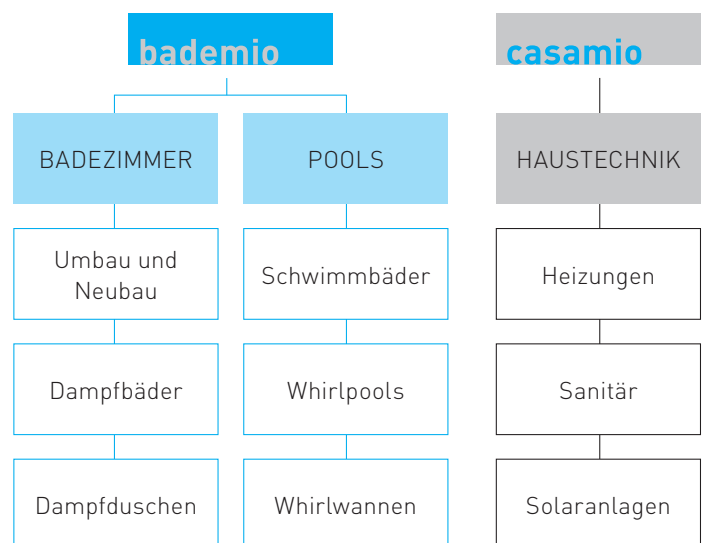 bademio
casamio
BADEZIMMER
POOLS
HAUSTECHNIK
Umbau und
Neubau
Schwimmbäder
Heizungen
Dampfbäder
Whirlpools
Sanitär
Dampfduschen
Whirlwannen
Solaranlagen